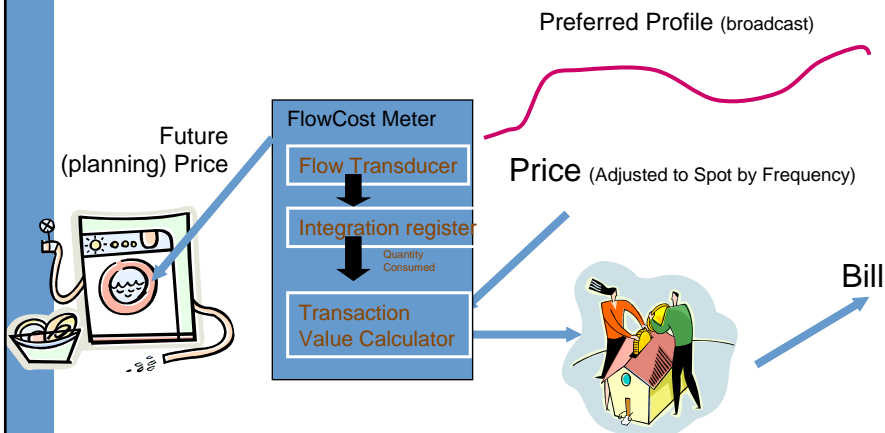 Preferred Profile (broadcast)
FlowCost Meter
Future
(planning) Price
Flow Transducer
Price (Adjusted to Spot by Frequency)
Integration register
Quantity
Consumed
Bill
Transaction
Value Calculator